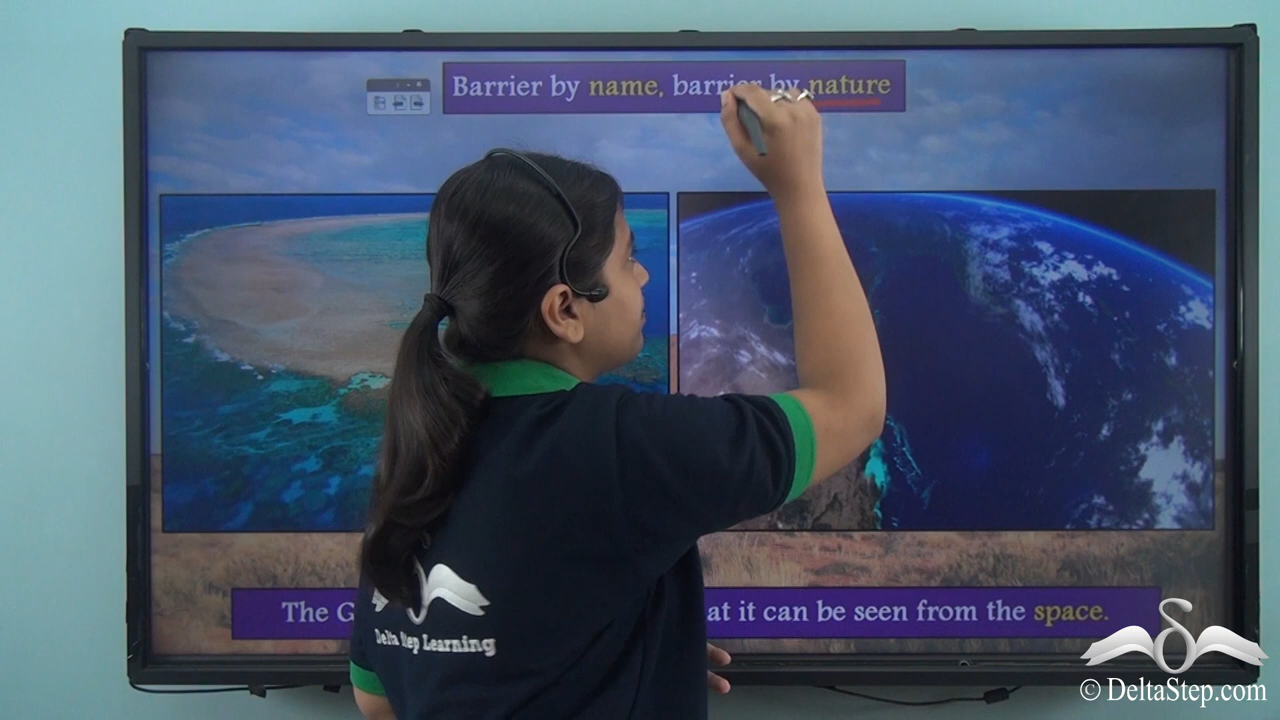 Barrier by name, barrier by nature
The G
at it can be seen from the space.
Delta Step Learning
© DeltaStep.com